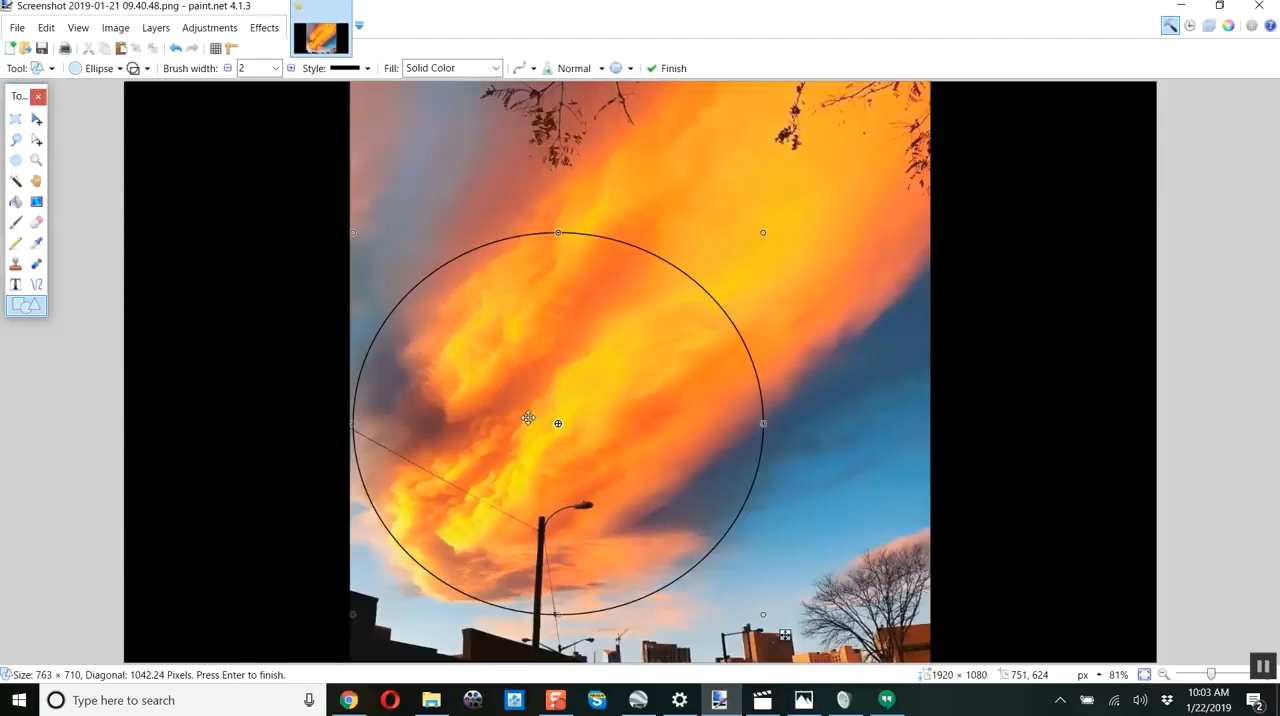 Screenshot 2019-01-21 09.40.48.png - paint.net 4.1.3
File Edit View Image Layers Adjustments Effects
Tool: Ellipse Brush width: 2 Style: Fill: Solid Color Normal Finish
To...
Size: 763 × 710, Diagonal: 1042.24 Pixels. Press Enter to finish.
1920 × 1080 751, 624 px 81%
Type here to search
10:03 AM
1/22/2019
2